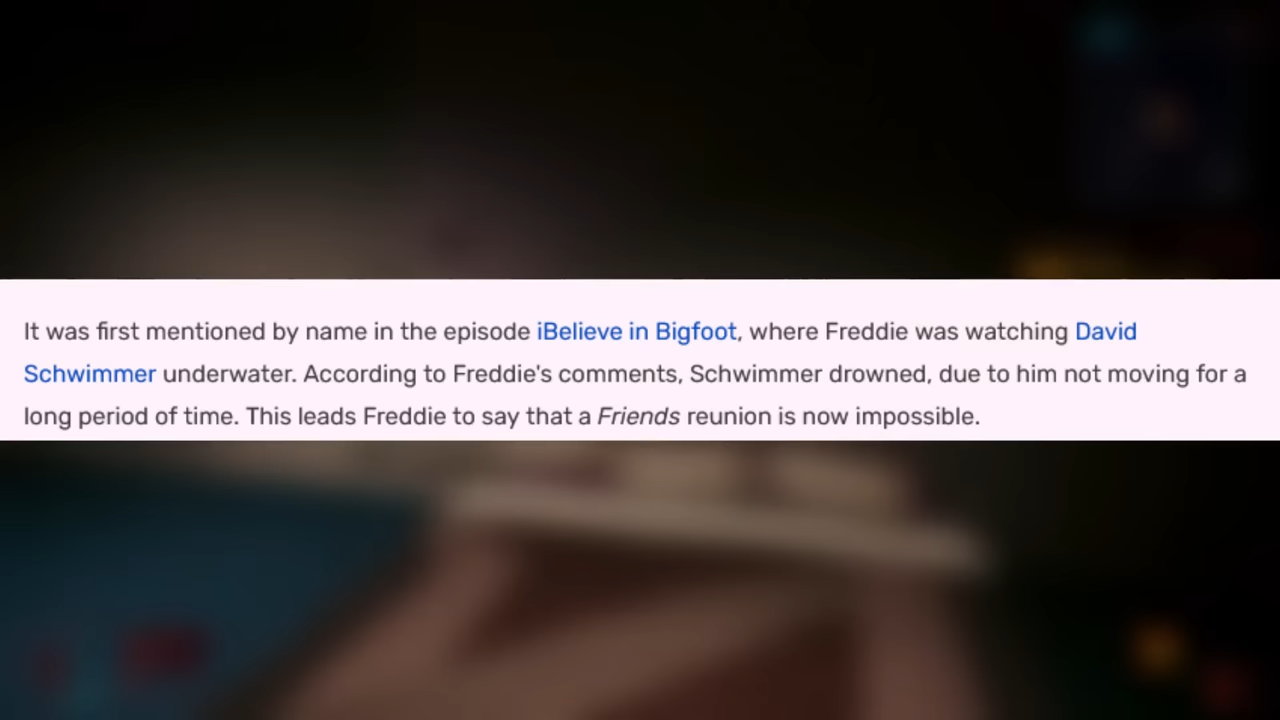 It was first mentioned by name in the episode iBelieve in Bigfoot, where Freddie was watching David
Schwimmer underwater. According to Freddie's comments, Schwimmer drowned, due to him not moving for a
long period of time. This leads Freddie to say that a Friends reunion is now impossible.